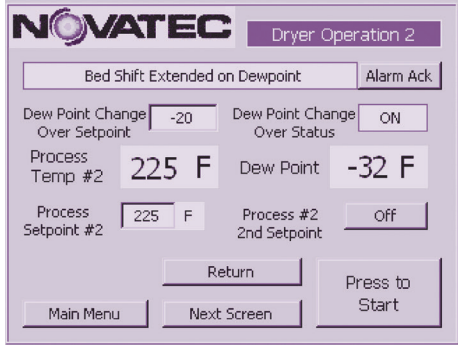 NOVATEC
Dryer Operation 2
Bed Shift Extended on Dewpoint
Alarm Ack
Dew Point Change
Over Setpoint
-20
Dew Point Change
Over Status
ON
Process
Temp #2
225 F
Dew Point
-32 F
Process
Setpoint #2
225 F
Process #2
2nd Setpoint
Off
Return
Press to
Start
Main Menu
Next Screen